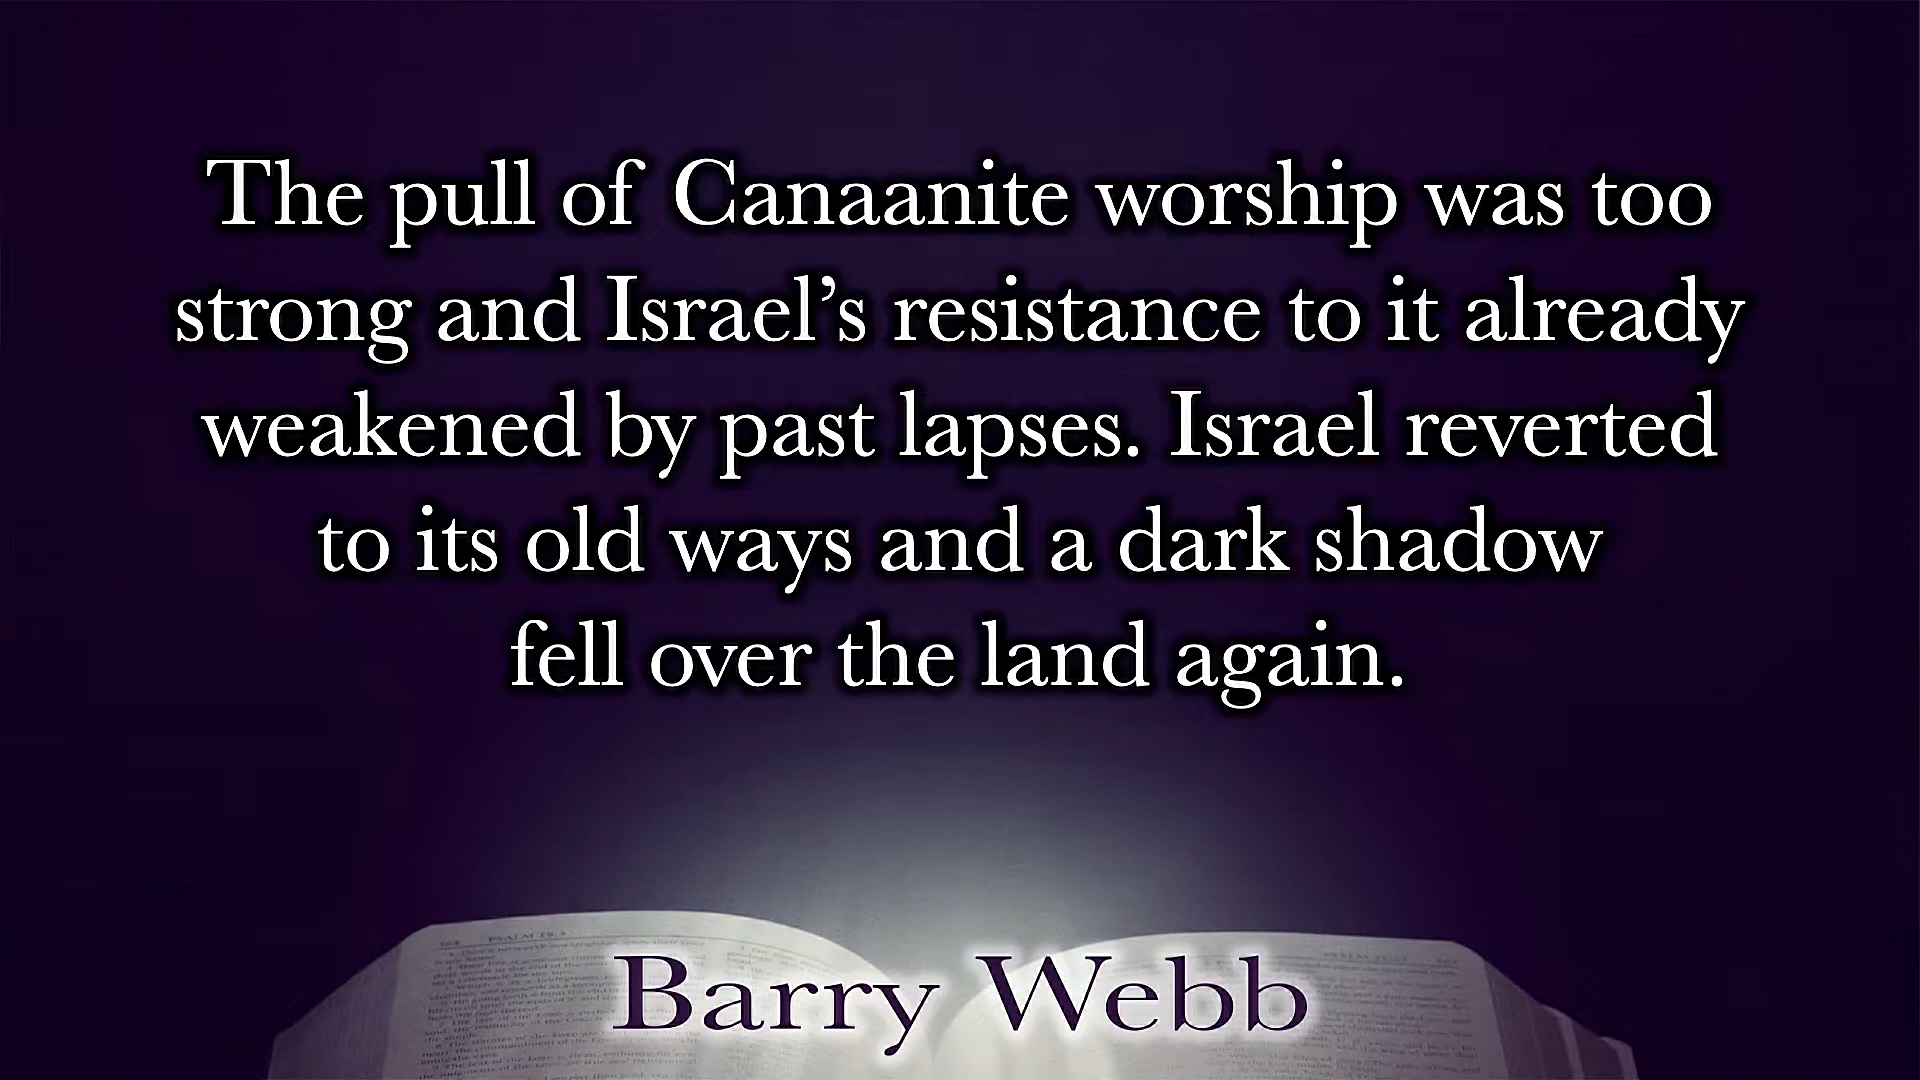 The pull of Canaanite worship was too
strong and Israel’s resistance to it already
weakened by past lapses. Israel reverted
to its old ways and a dark shadow
fell over the land again.
Barry Webb